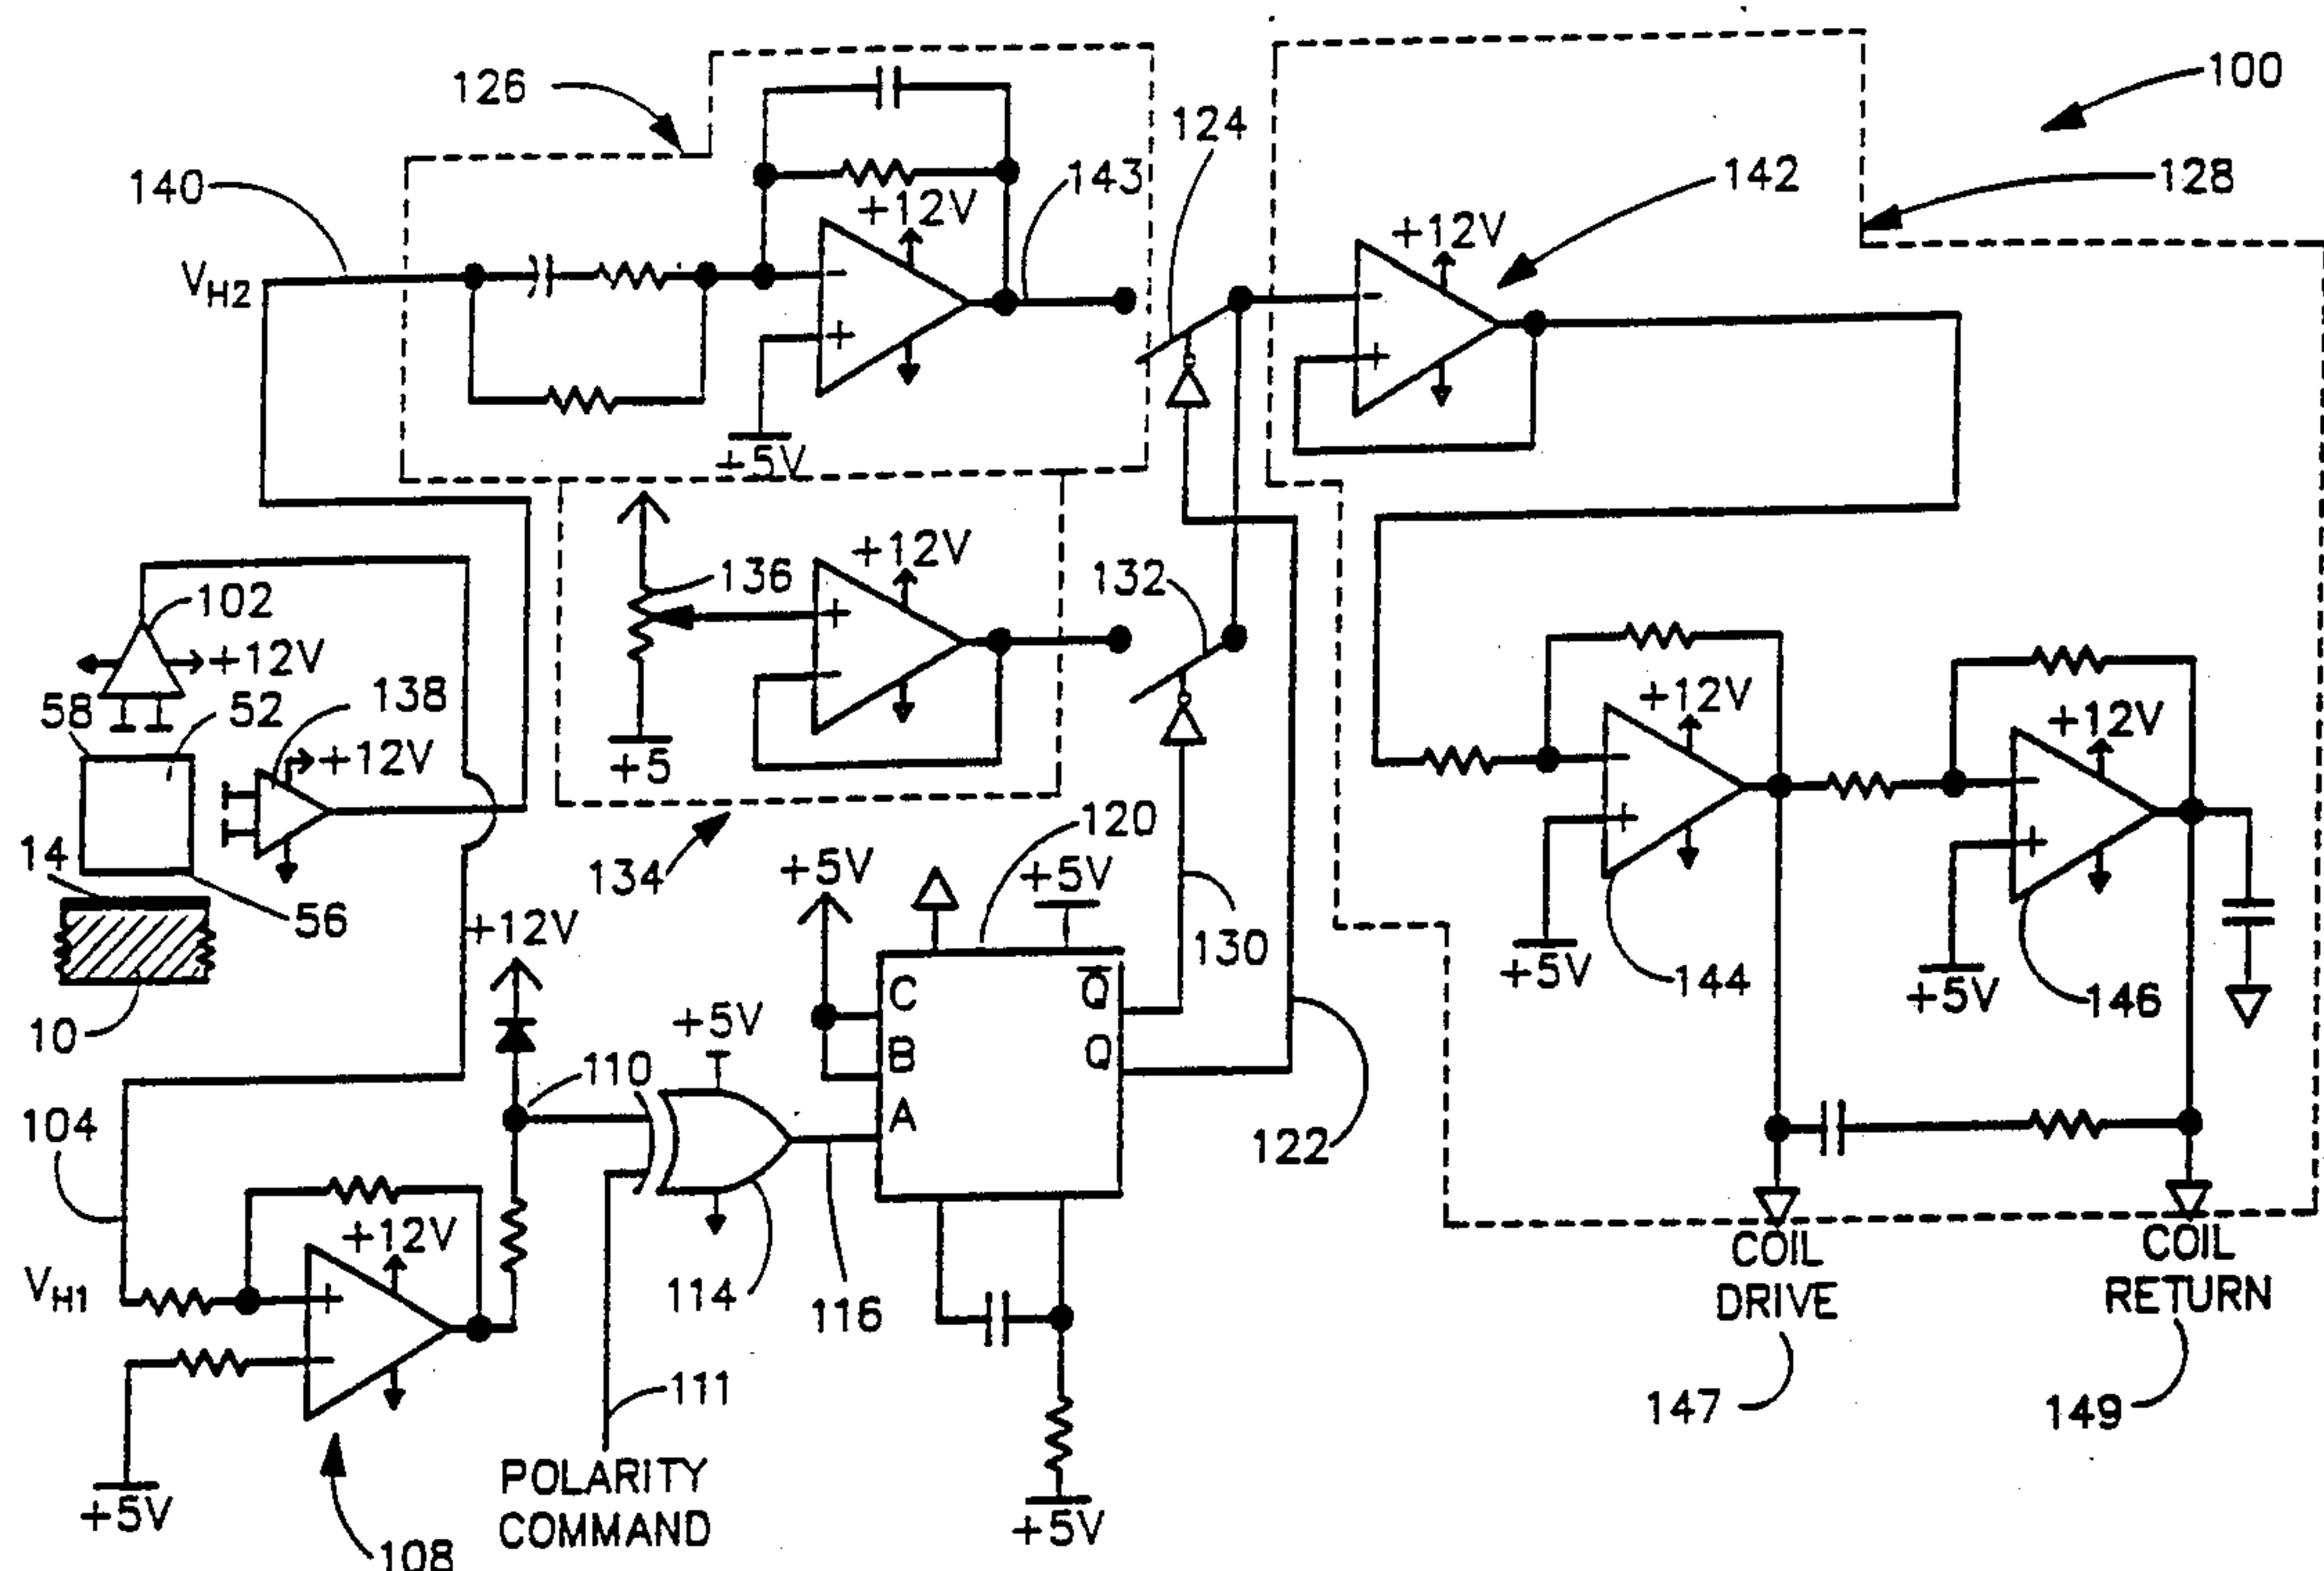 100
126
124
140
+12V
143
142
128
+12V
VH2
+5V
136
+12V
132
102
+12V
58
52
138
+12V
+5
+12V
+12V
14
56
134
120
+5V
+5V
130
+5V
144
+5V
146
10
+12V
C
B
A
Q̅
Q
+5V
110
122
104
+12V
114
116
VH1
COIL
DRIVE
COIL
RETURN
111
147
149
POLARITY
COMMAND
+5V
+5V
108